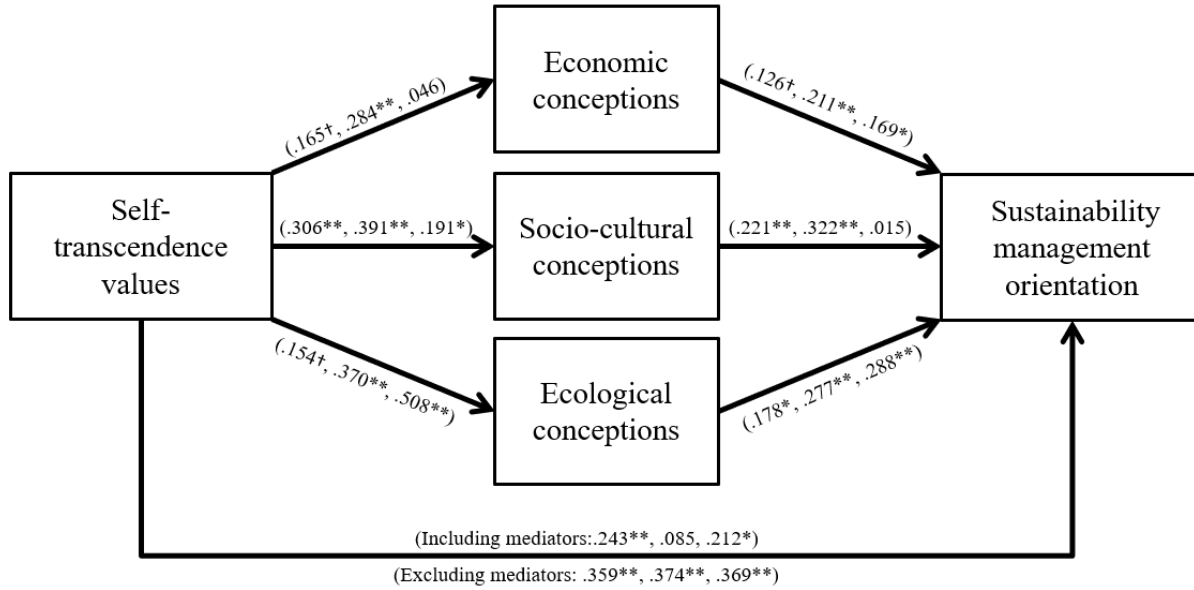 Economic
conceptions
(.165†, .284**, .046)
(.126†, .211**, .169*)
Self-
transcendence
values
(.306**, .391**, .191*)
Socio-cultural
conceptions
(.221**, .322**, .015)
Sustainability
management
orientation
(.154†, .370**, .508**)
Ecological
conceptions
(.178*, .277**, .288**)
(Including mediators:.243**, .085, .212*)
(Excluding mediators: .359**, .374**, .369**)